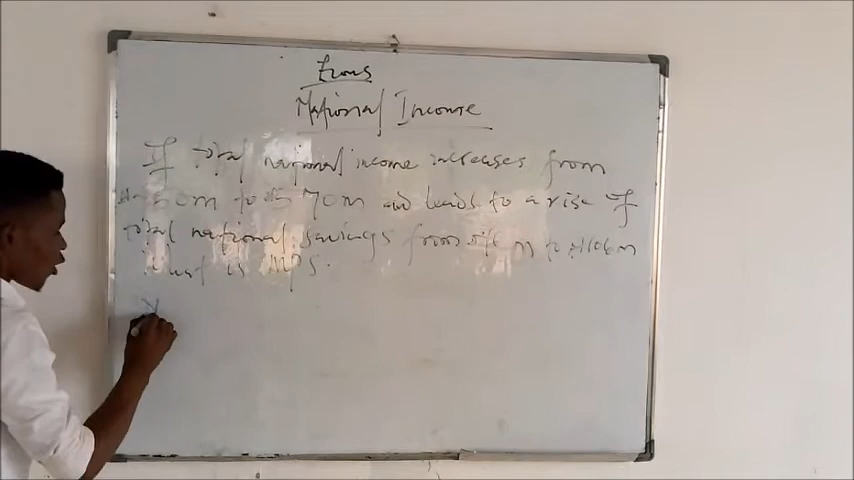 Econs
National Income
If total national income increases from
50m to 70m and leads to a rise of
total national savings from m to
what is MPS.
Y